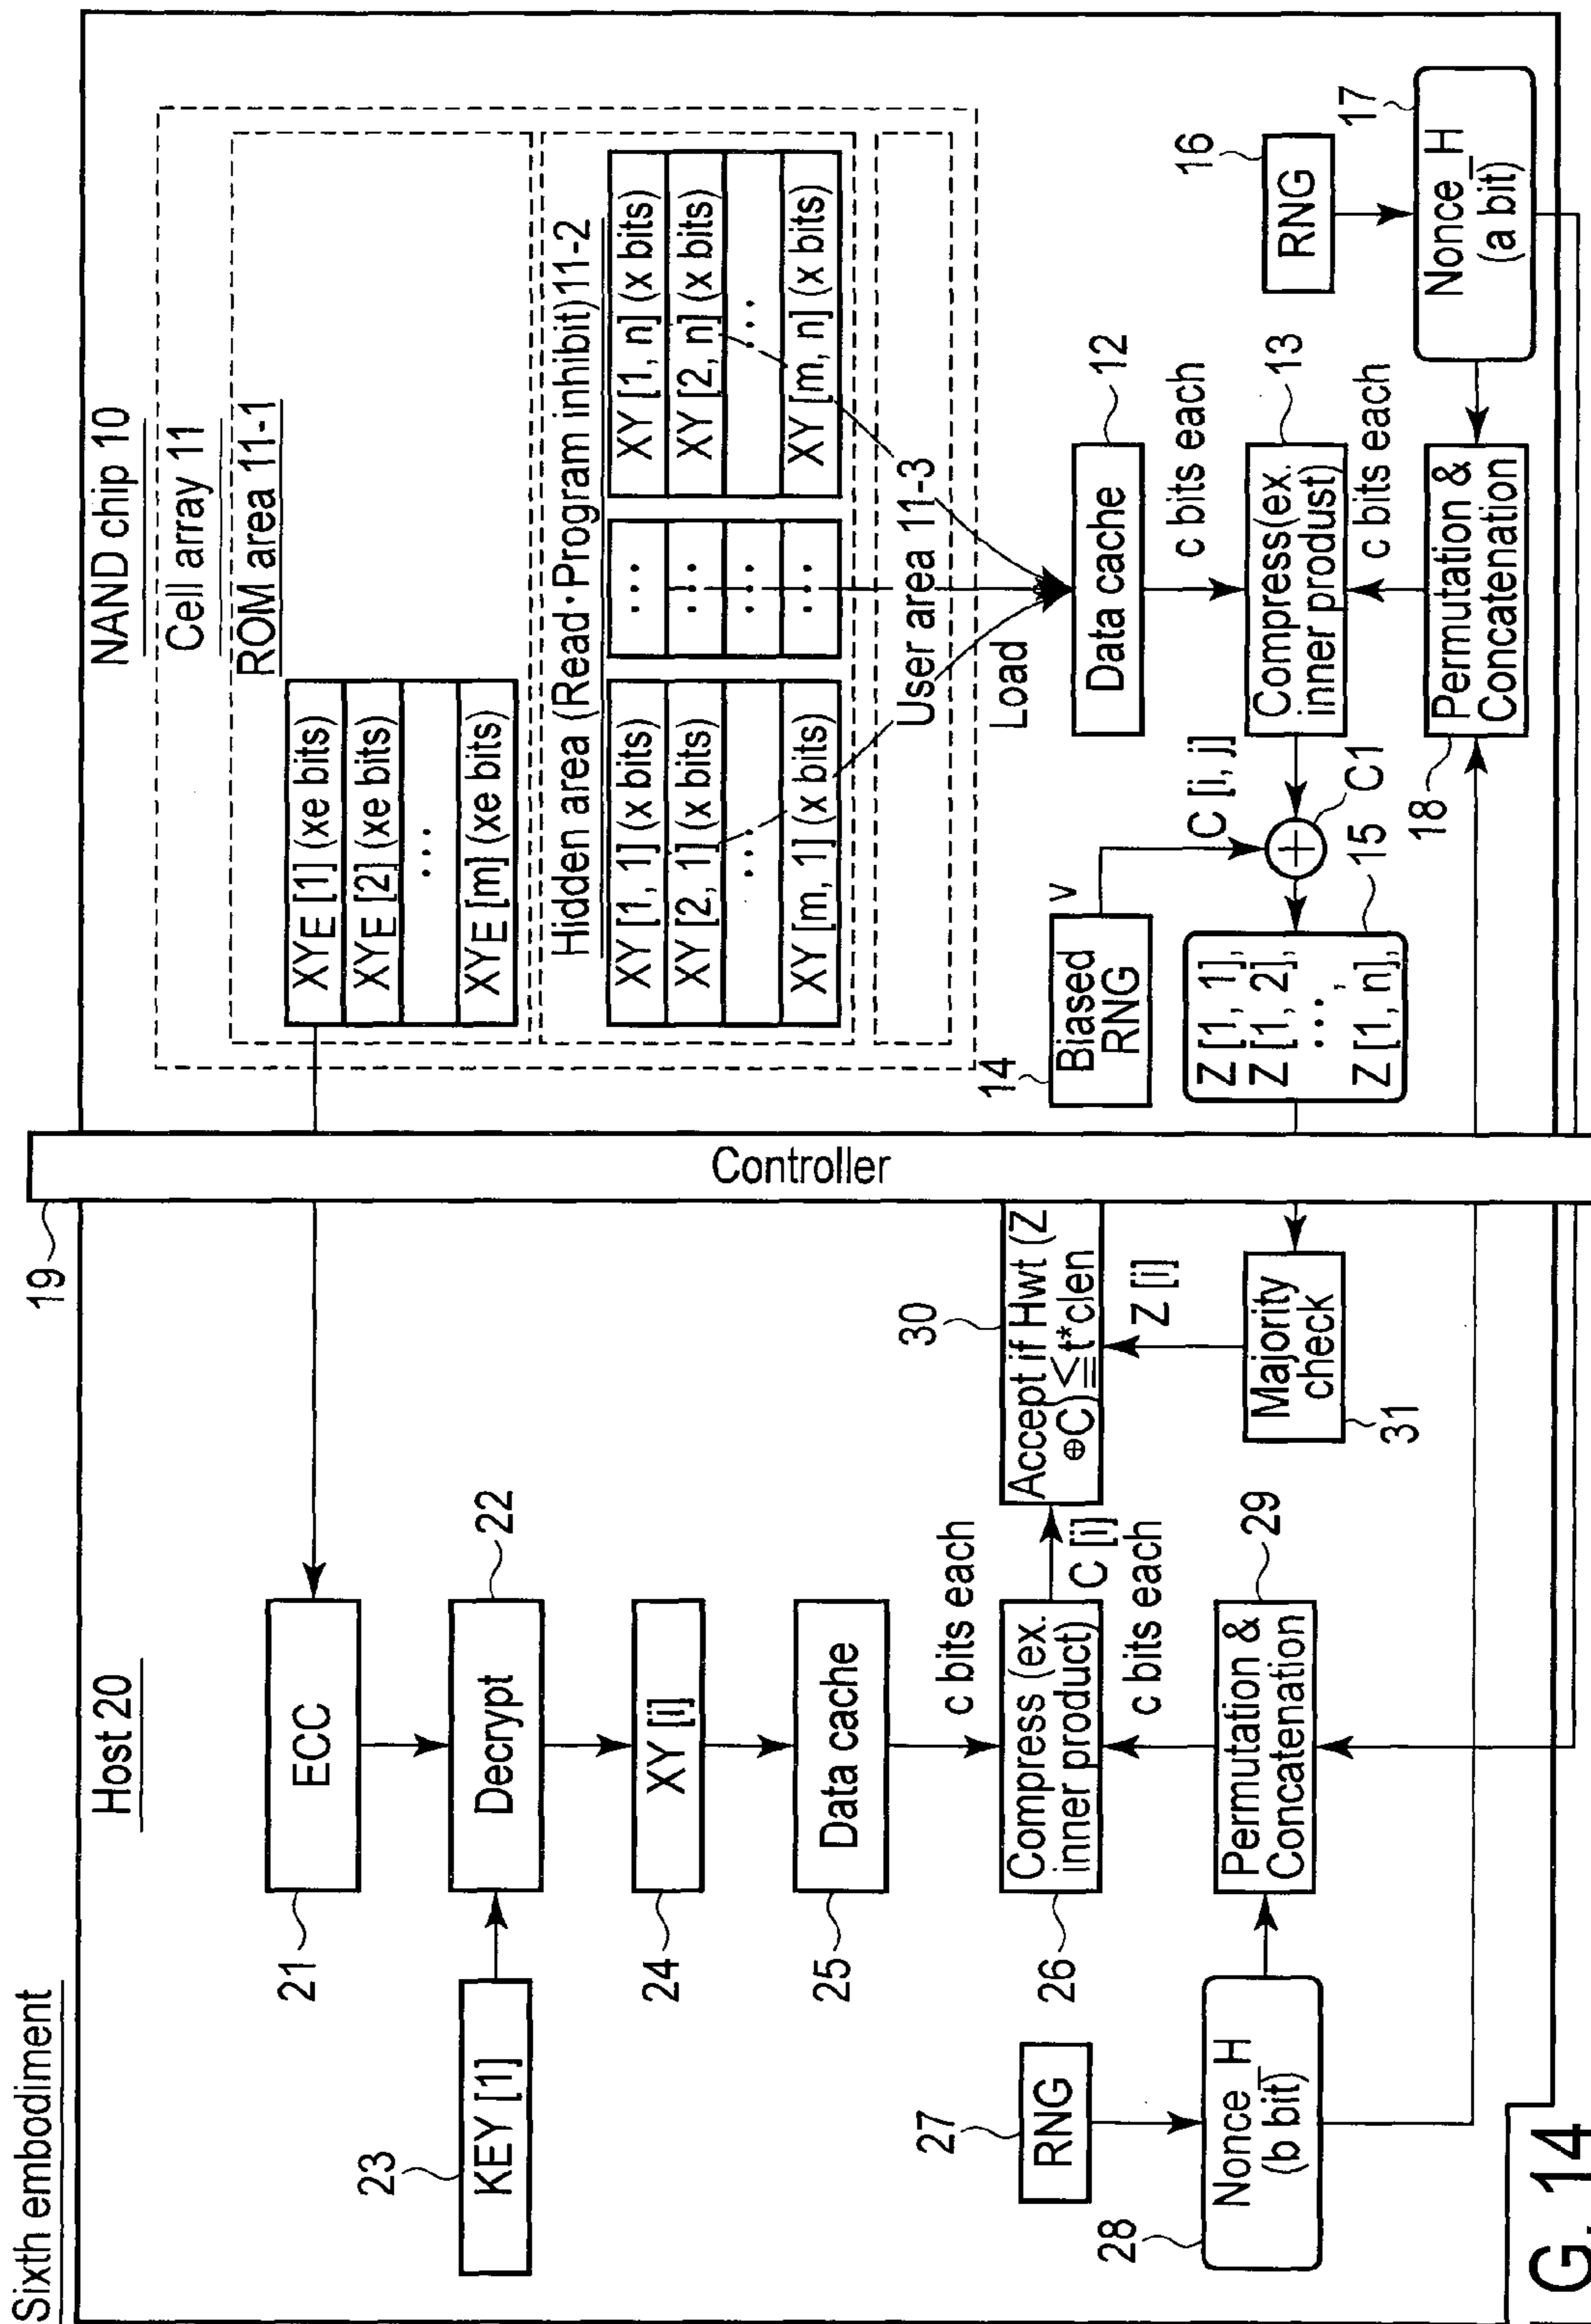 Sixth embodiment
Host 20
ECC
21
KEY [1]
23
Decrypt
22
XY [i]
24
Data cache
25
c bits each
Compress (ex.
inner product)
26
C [i]
c bits each
RNG
27
Nonce_H
(b bit)
28
Permutation &
Concatenation
29
Accept if Hwt (Z
⊕C)≦t*clen
30
Z [i]
Majority
check
31
19
Controller
NAND chip 10
Cell array 11
ROM area 11-1
XYE [1] (xe bits)
XYE [2] (xe bits)
...
XYE [m] (xe bits)
Hidden area (Read·Program inhibit)11-2
XY [1, 1] (x bits)
XY [2, 1] (x bits)
...
XY [m, 1] (x bits)
...
...
...
...
XY [1, n] (x bits)
XY [2, n] (x bits)
...
XY [m, n] (x bits)
User area 11-3
Load
Data cache
12
c bits each
Biased
RNG
14
v
C [i, j]
Compress(ex.
inner produst)
13
C1
c bits each
Z [1, 1],
Z [1, 2],
...,
Z [1, n],
15
18
Permutation &
Concatenation
RNG
16
Nonce_H
(a bit)
17
G. 14